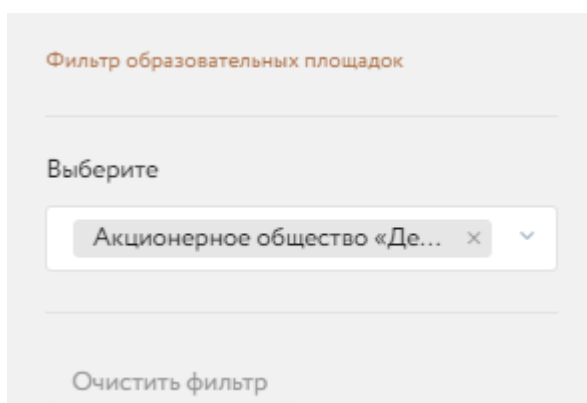 Фильтр образовательных площадок
Выберите
Акционерное общество «Де...
Очистить фильтр